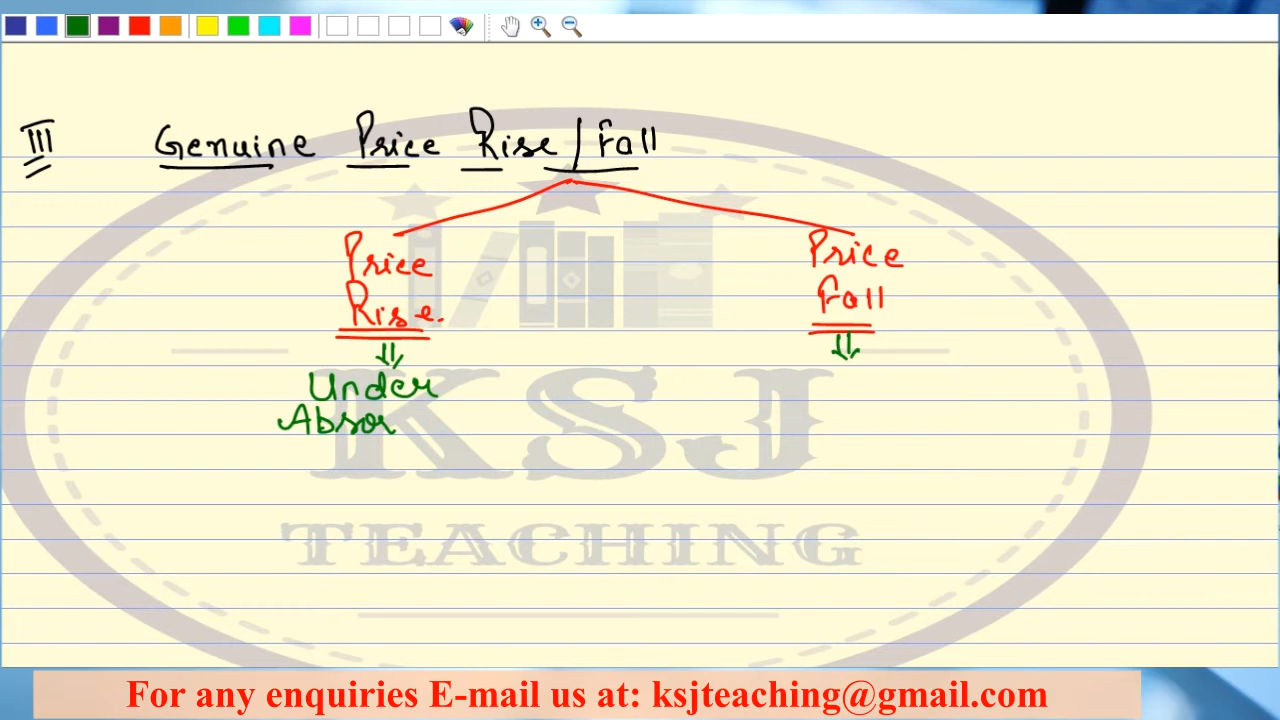 III Genuine Price Rise/Fall
Price Rise.
Price Fall
Under Absor
KSJ
TEACHING
For any enquiries E-mail us at: ksjteaching@gmail.com